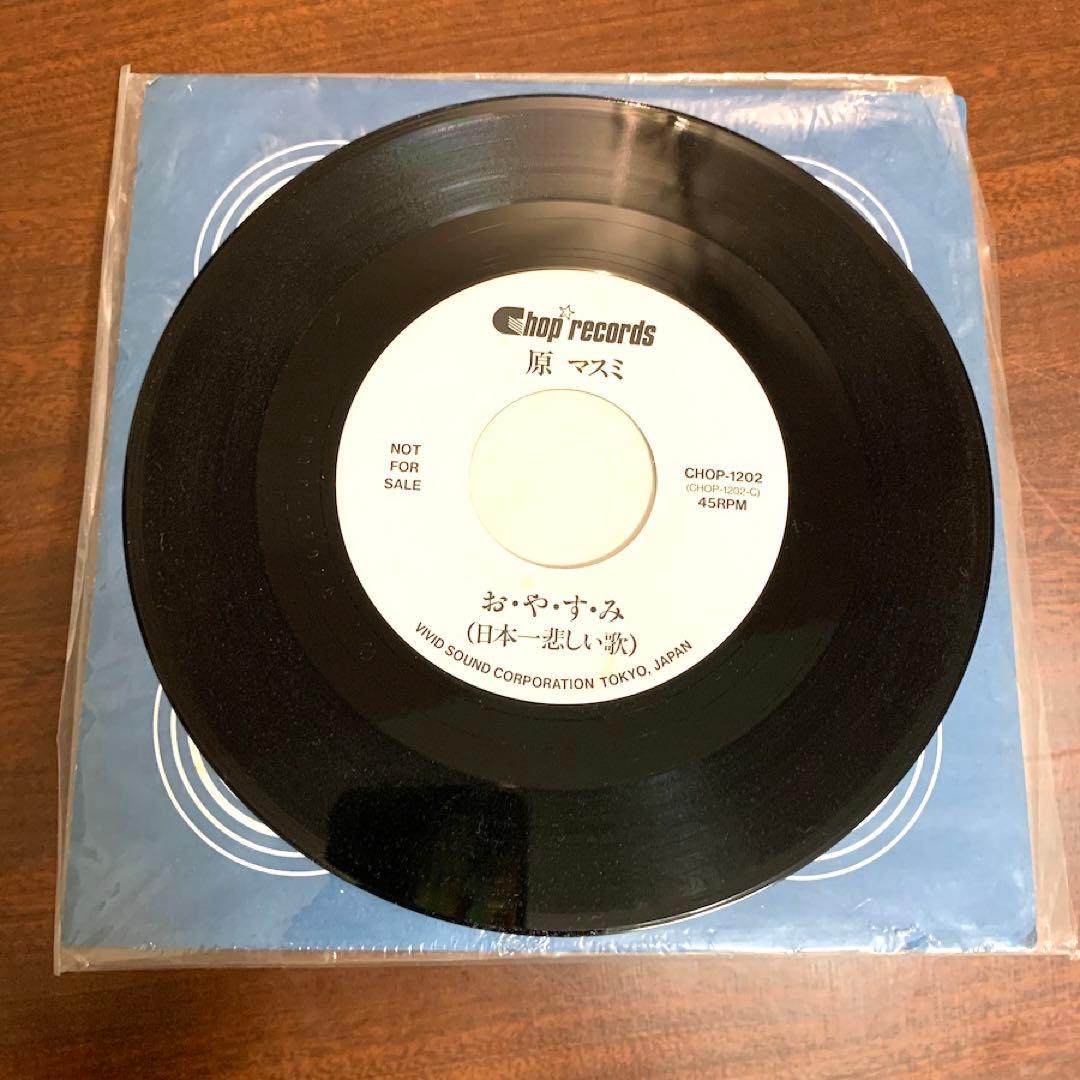 Chop records
原 マスミ
NOT
FOR
SALE
CHOP-1202
(CHOP-1202-C)
45RPM
お・や・す・み
(日本一悲しい歌)
VIVID SOUND CORPORATION TOKYO, JAPAN